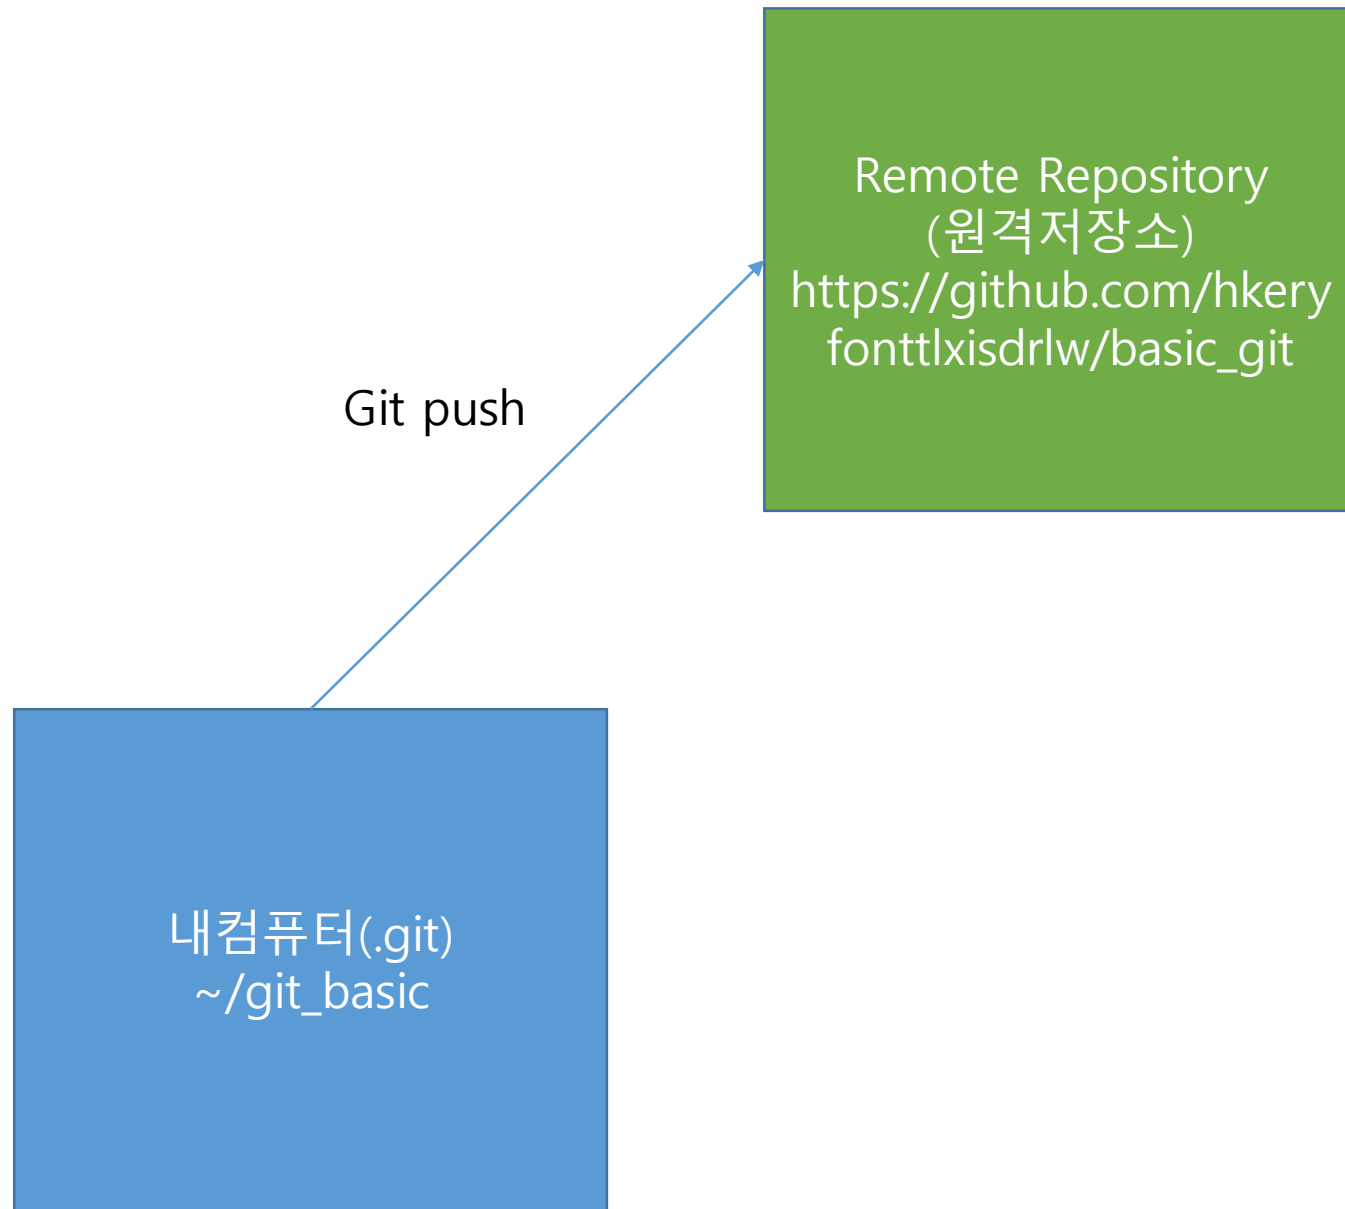 Remote Repository
(원격저장소)
https://github.com/hkery
fonttlxisdrlw/basic_git
Git push
내컴퓨터(.git)
~/git_basic